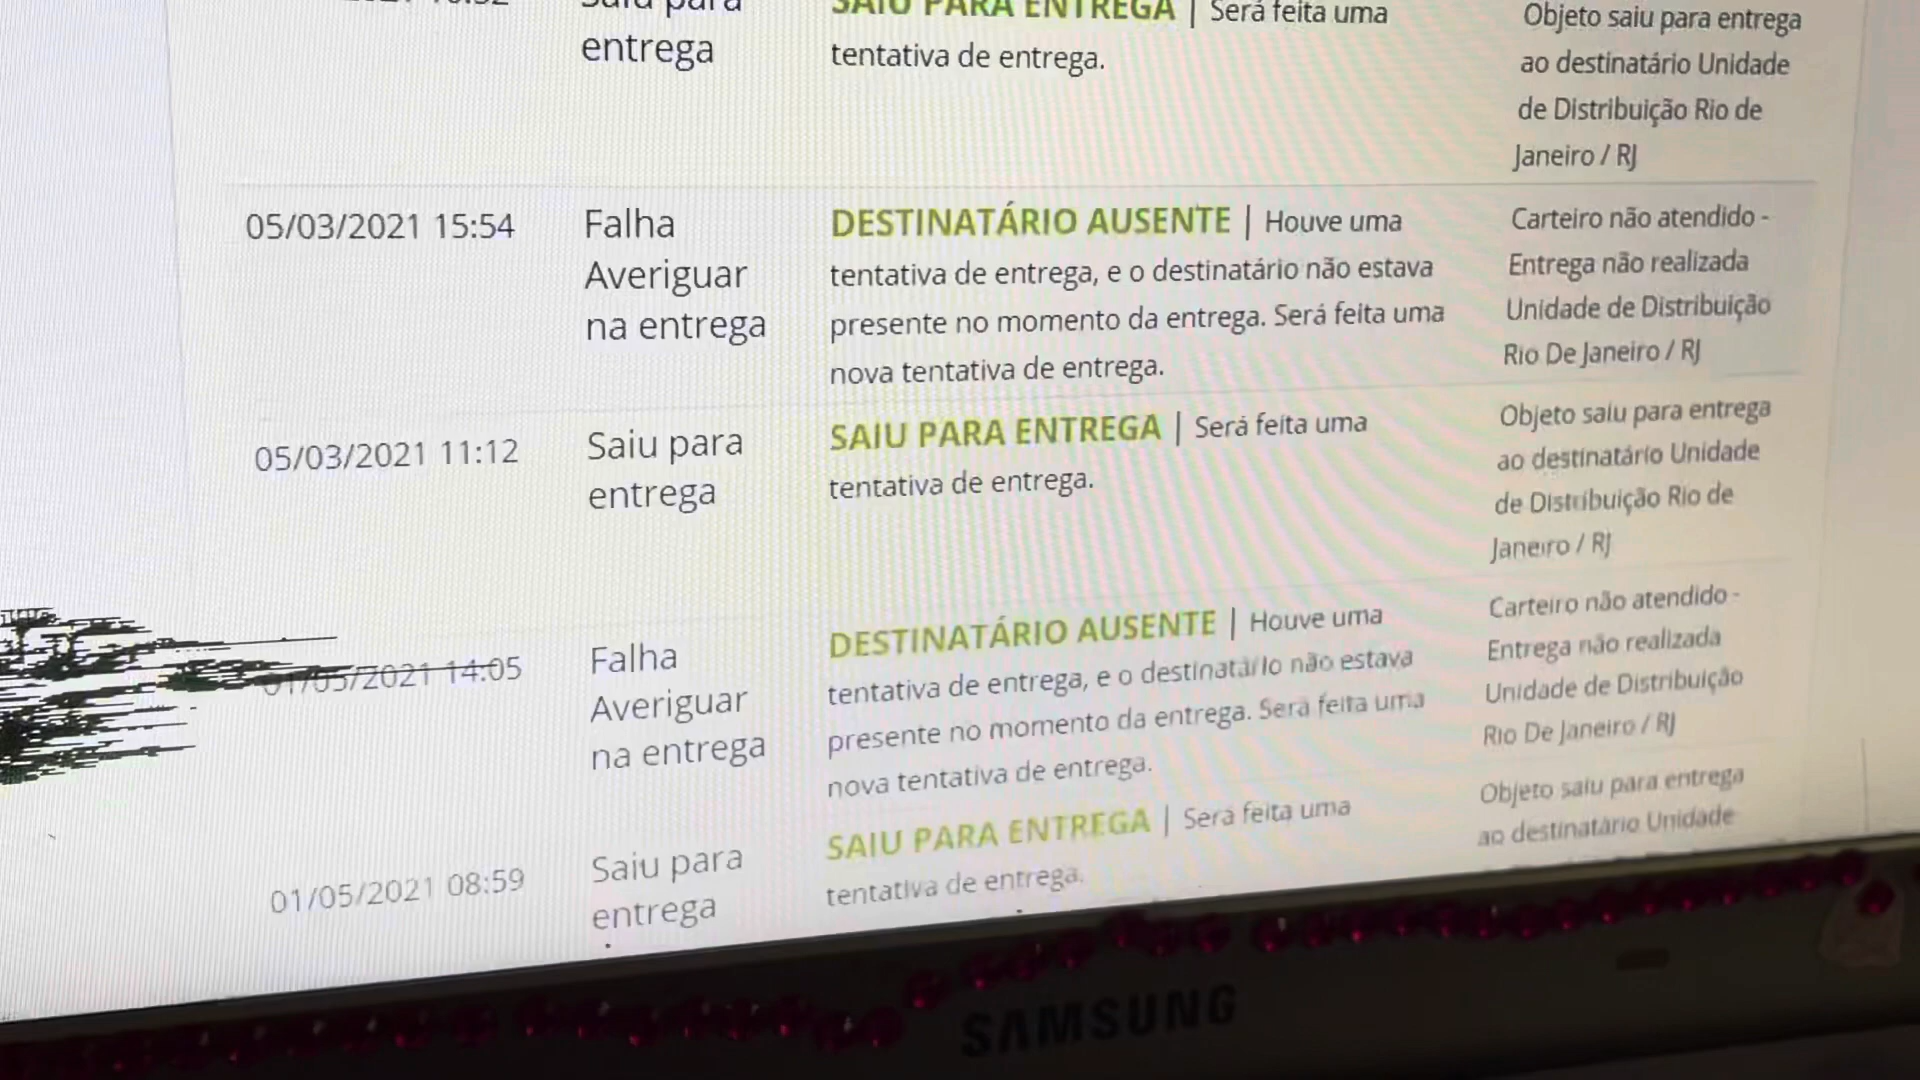 entrega
SAIU PARA ENTREGA | Será feita uma
tentativa de entrega.
Objeto saiu para entrega
ao destinatário Unidade
de Distribuição Rio de
Janeiro / RJ
05/03/2021 15:54
Falha
Averiguar
na entrega
DESTINATÁRIO AUSENTE | Houve uma
tentativa de entrega, e o destinatário não estava
presente no momento da entrega. Será feita uma
nova tentativa de entrega.
Carteiro não atendido -
Entrega não realizada
Unidade de Distribuição
Rio De Janeiro / RJ
05/03/2021 11:12
Saiu para
entrega
SAIU PARA ENTREGA | Será feita uma
tentativa de entrega.
Objeto saiu para entrega
ao destinatário Unidade
de Distribuição Rio de
Janeiro / RJ
01/05/2021 14:05
Falha
Averiguar
na entrega
DESTINATÁRIO AUSENTE | Houve uma
tentativa de entrega, e o destinatário não estava
presente no momento da entrega. Será feita uma
nova tentativa de entrega.
Carteiro não atendido -
Entrega não realizada
Unidade de Distribuição
Rio De Janeiro / RJ
01/05/2021 08:59
Saiu para
entrega
SAIU PARA ENTREGA | Será feita uma
tentativa de entrega.
Objeto saiu para entrega
ao destinatário Unidade
SAMSUNG